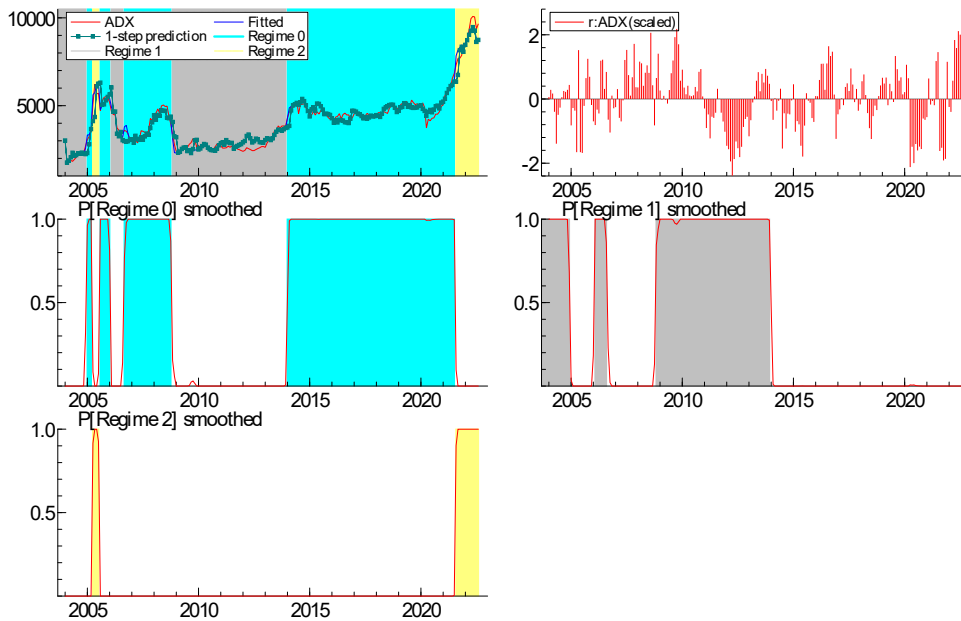 10000
5000
ADX Fitted
1-step prediction Regime 0
Regime 1 Regime 2
2005 2010 2015 2020
r:ADX (scaled)
2
0
-2
2005 2010 2015 2020
P[Regime 0] smoothed
1.0
0.5
2005 2010 2015 2020
P[Regime 1] smoothed
1.0
0.5
2005 2010 2015 2020
P[Regime 2] smoothed
1.0
0.5
2005 2010 2015 2020